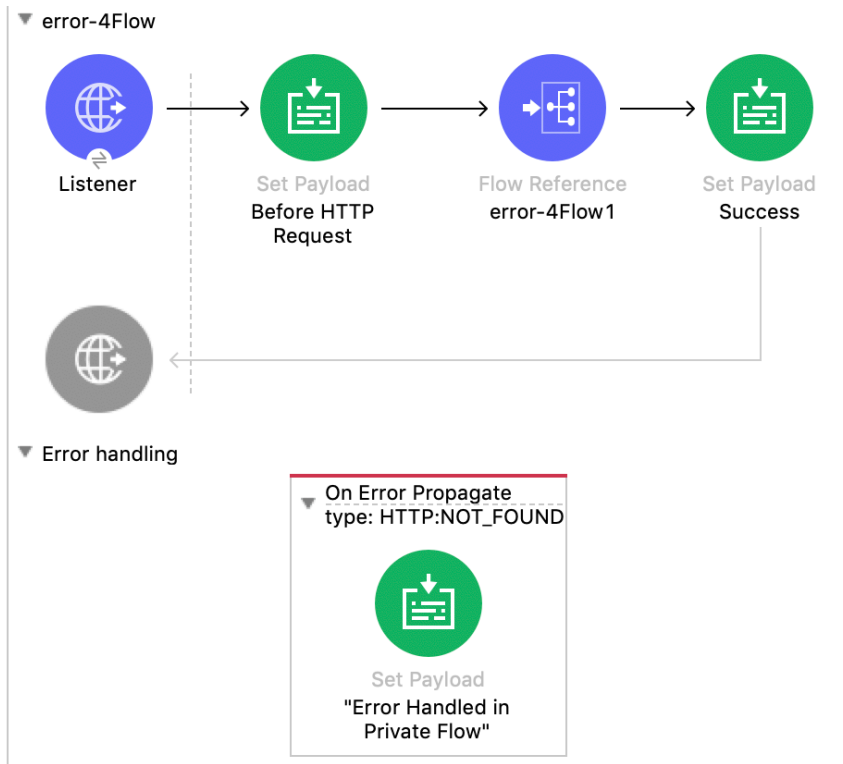 error-4Flow
Listener
Set Payload
Before HTTP
Request
Flow Reference
error-4Flow1
Set Payload
Success
Error handling
On Error Propagate
type: HTTP:NOT_FOUND
Set Payload
"Error Handled in
Private Flow"